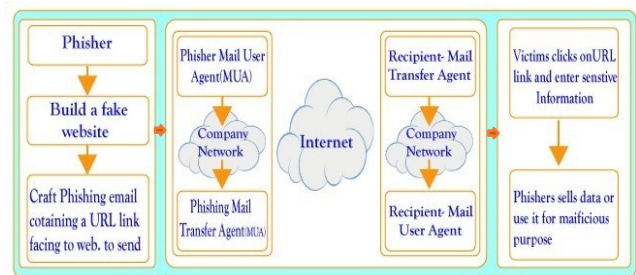 Phisher
Build a fake
website
Craft Phishing email
cotaining a URL link
facing to web. to send
Phisher Mail User
Agent(MUA)
Company
Network
Phishing Mail
Transfer Agent(MUA)
Internet
Recipient- Mail
Transfer Agent
Company
Network
Recipient- Mail
User Agent
Victims clicks onURL
link and enter senstive
Information
Phishers sells data or
use it for maificious
purpose